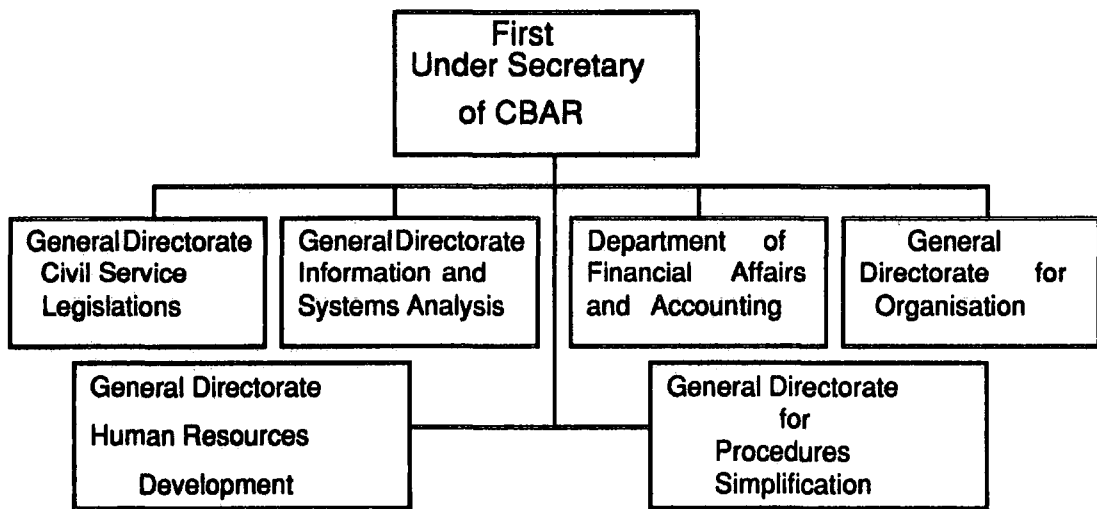 First
Under Secretary
of CBAR
General Directorate
Civil Service
Legislations
General Directorate
Information and
Systems Analysis
Department of
Financial Affairs
and Accounting
General
Directorate for
Organisation
General Directorate
Human Resources
Development
General Directorate
for
Procedures
Simplification